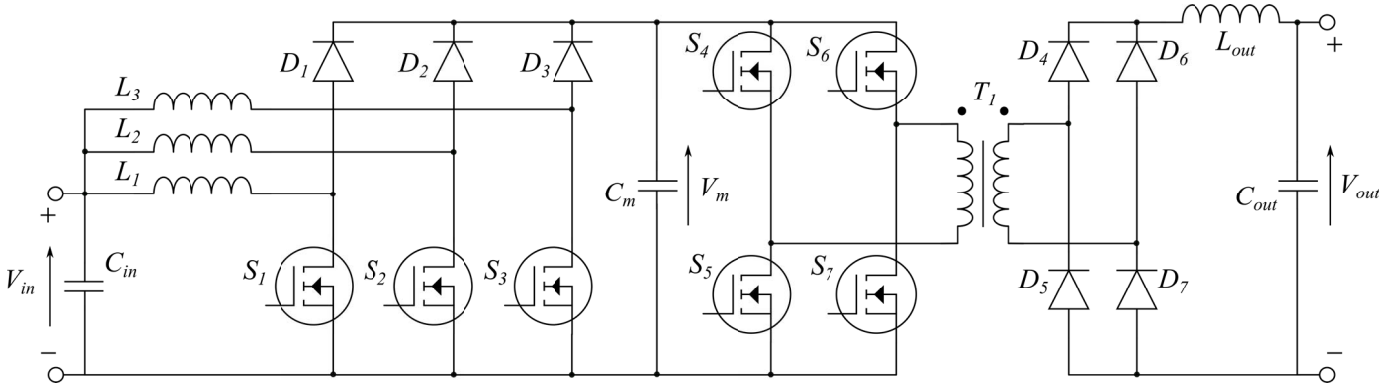 S4 S6
D1 D2 D3 D4 D6 Lout
+
L3 T1
L2
L1 Cm Vm Cout Vout
+
Vin Cin S1 S2 S3 S5 S7 D5 D7
− −